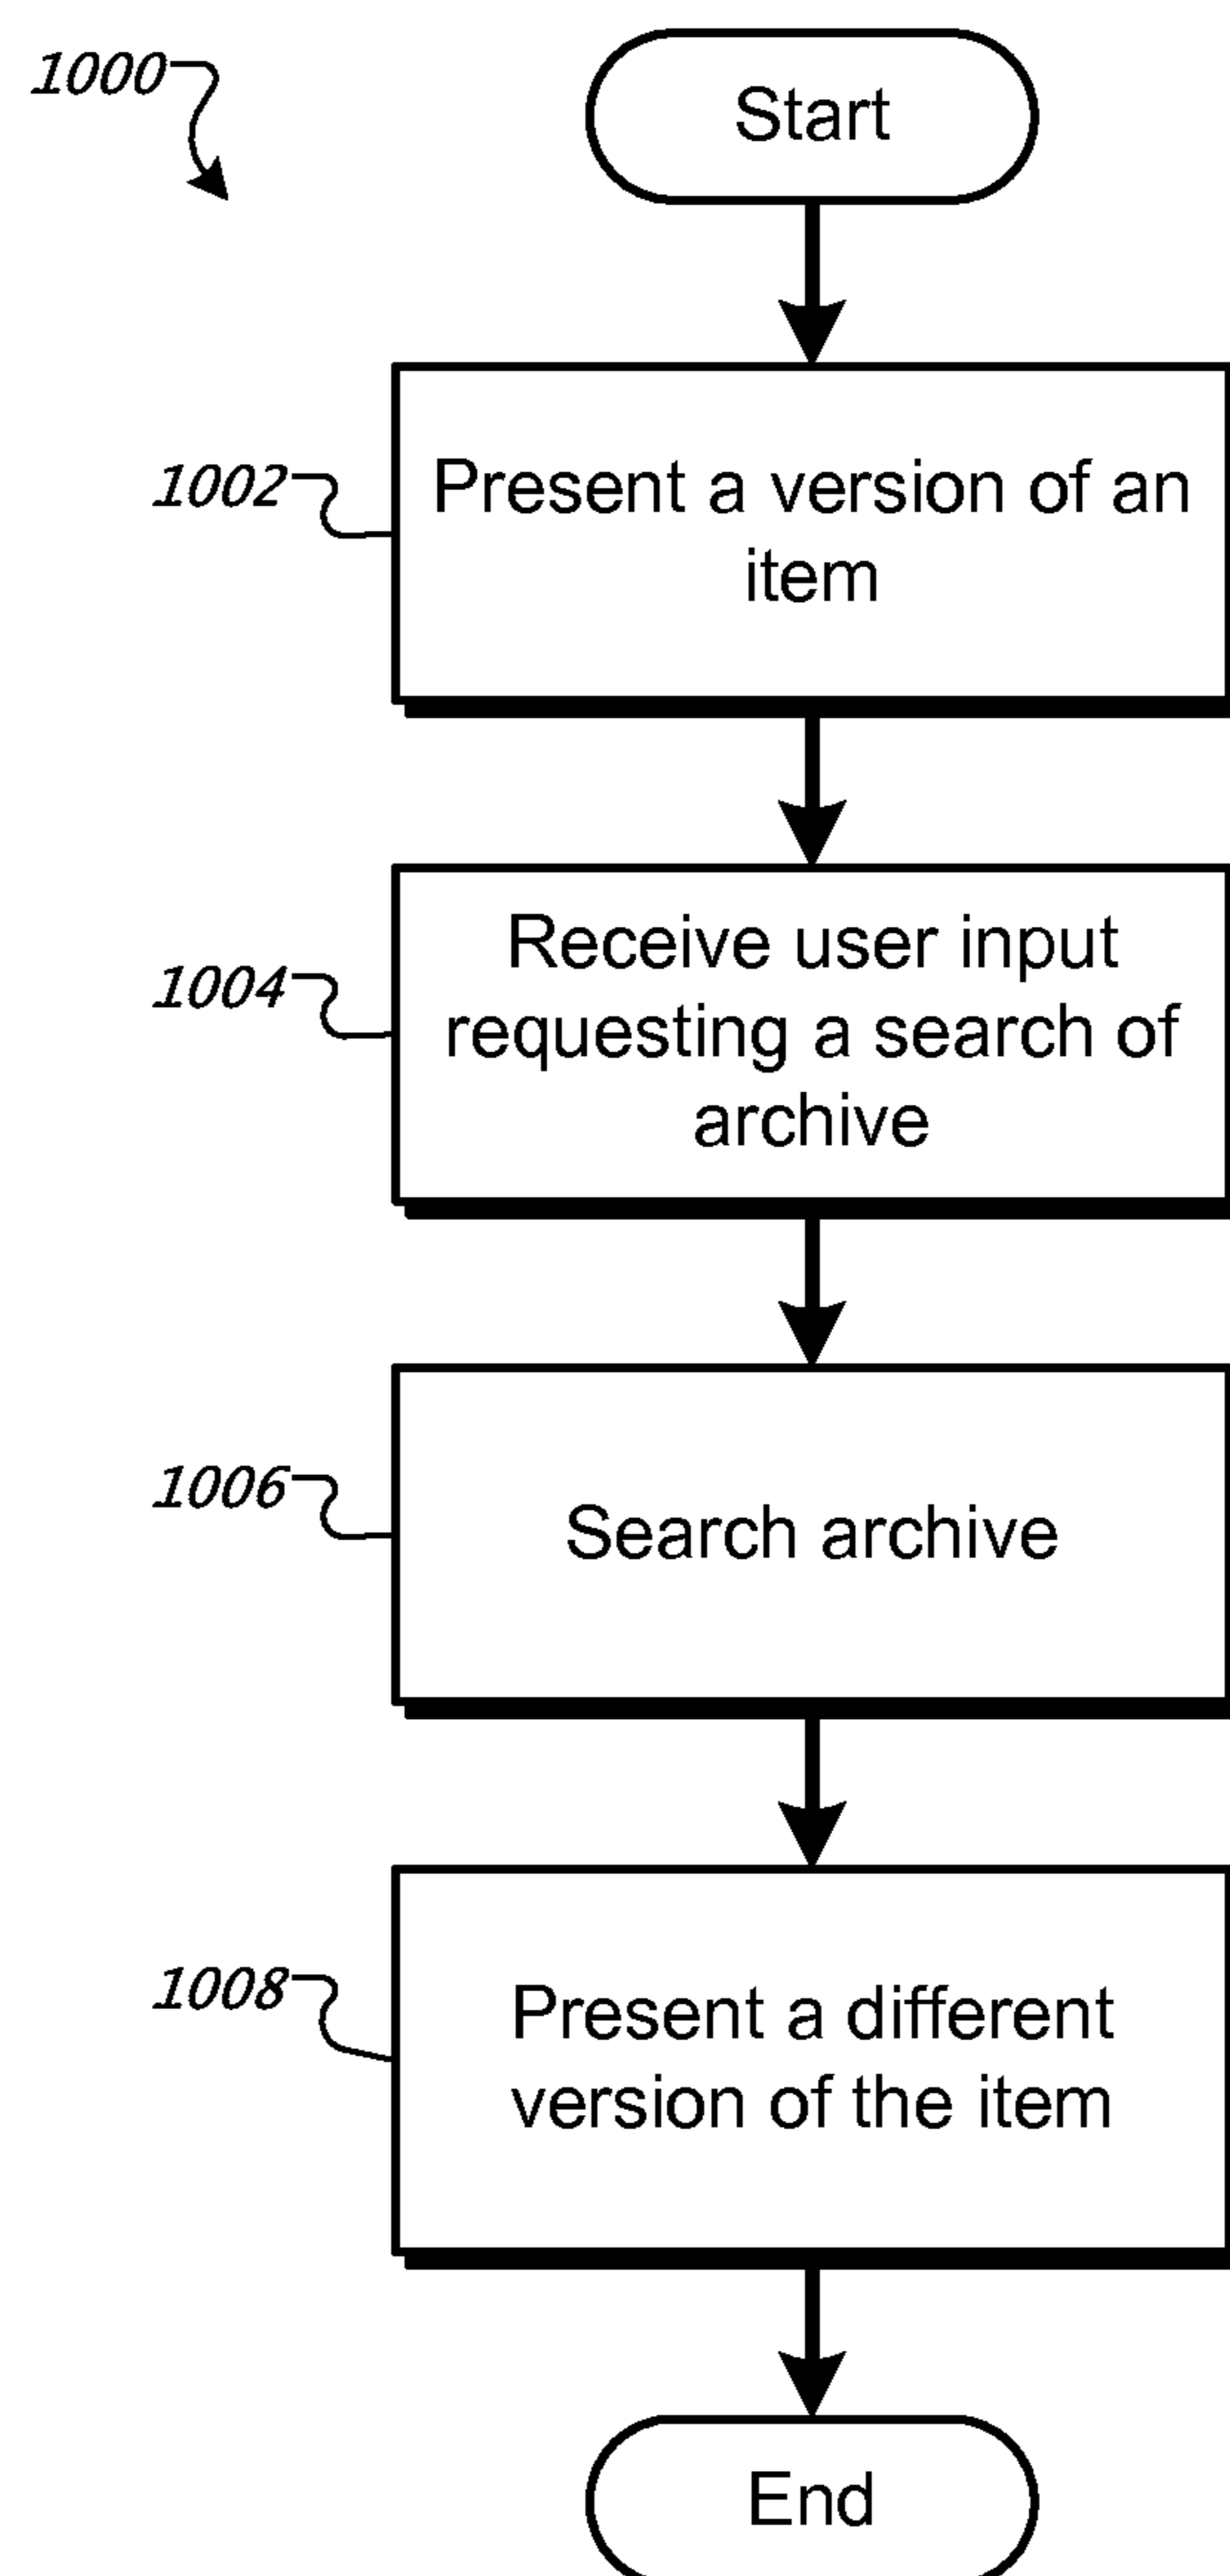 1000
Start
1002
Present a version of an
item
1004
Receive user input
requesting a search of
archive
1006
Search archive
1008
Present a different
version of the item
End